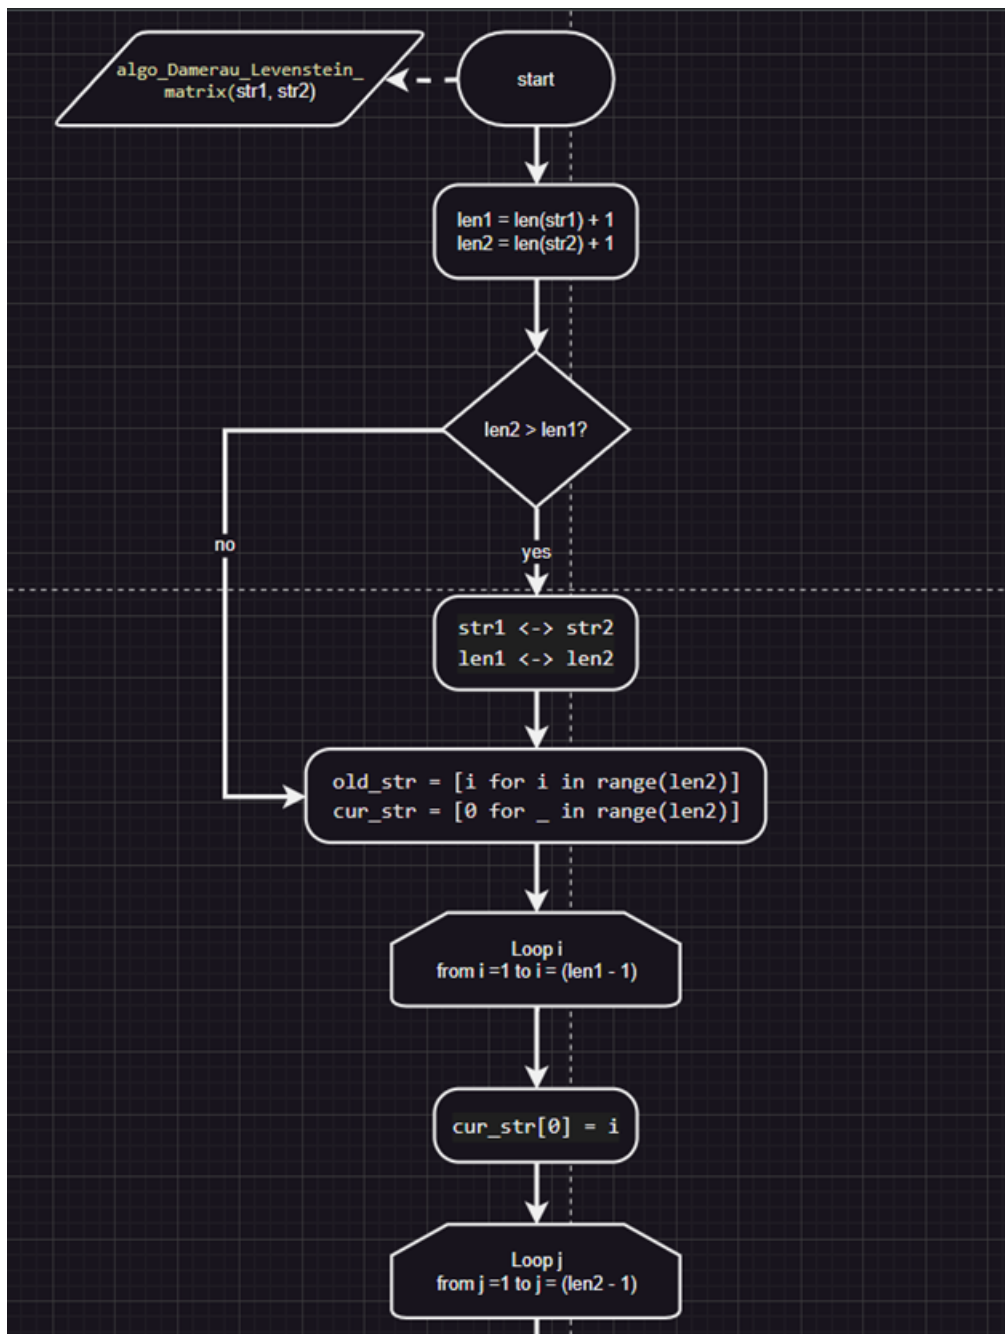 algo_Damerau_Levenstein_
matrix(str1, str2)
start
len1 = len(str1) + 1
len2 = len(str2) + 1
len2 > len1?
no
yes
str1 <-> str2
len1 <-> len2
old_str = [i for i in range(len2)]
cur_str = [0 for _ in range(len2)]
Loop i
from i =1 to i = (len1 - 1)
cur_str[0] = i
Loop j
from j =1 to j = (len2 - 1)